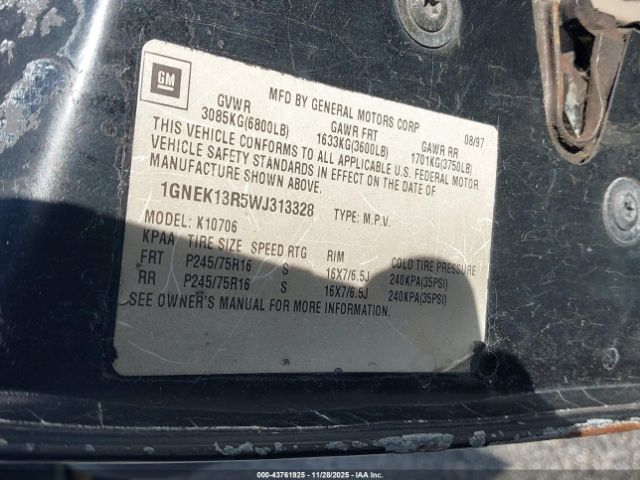 GM
MFD BY GENERAL MOTORS CORP 08/97
GVWR GAWR FRT GAWR RR
3085KG(6800LB) 1633KG(3600LB) 1701KG(3750LB)
THIS VEHICLE CONFORMS TO ALL APPLICABLE U.S. FEDERAL MOTOR
VEHICLE SAFETY STANDARDS IN EFFECT ON THE DATE OF
MANUFACTURE SHOWN ABOVE.
1GNEK13R5WJ313328 TYPE: M.P.V.
MODEL: K10706
KPAA TIRE SIZE SPEED RTG RIM COLD TIRE PRESSURE
FRT P245/75R16 S 16X7/6.5J 240KPA(35PSI)
RR P245/75R16 S 16X7/6.5J 240KPA(35PSI)
SEE OWNER'S MANUAL FOR MORE INFORMATION.
00-43761925 - 11/28/2025 - IAAI.COM